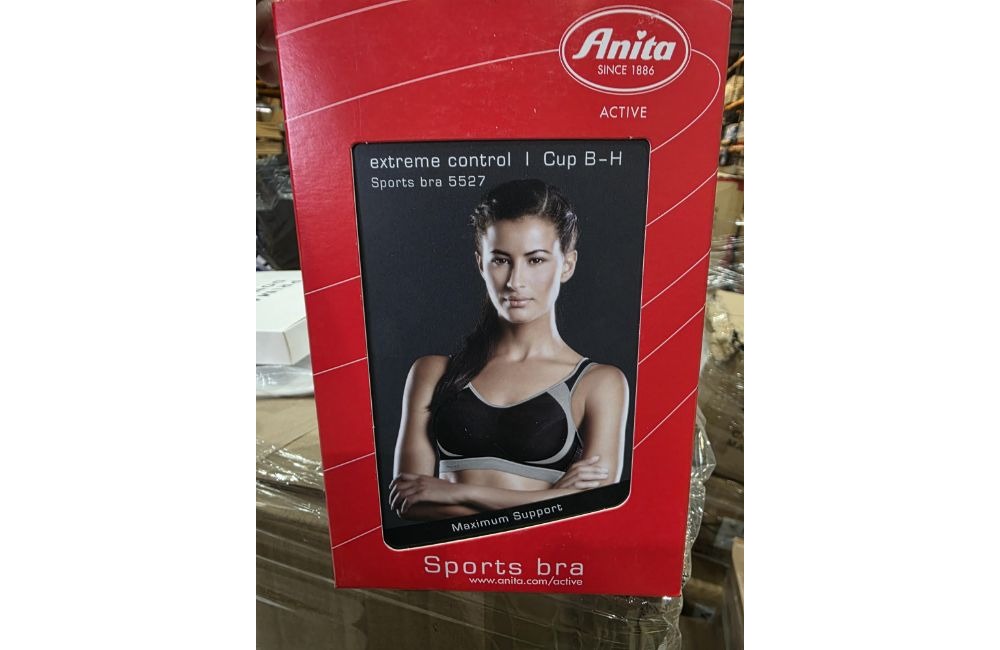 Anita
SINCE 1886
ACTIVE
extreme control | Cup B-H
Sports bra 5527
Maximum Support
Sports bra
www.anita.com/active